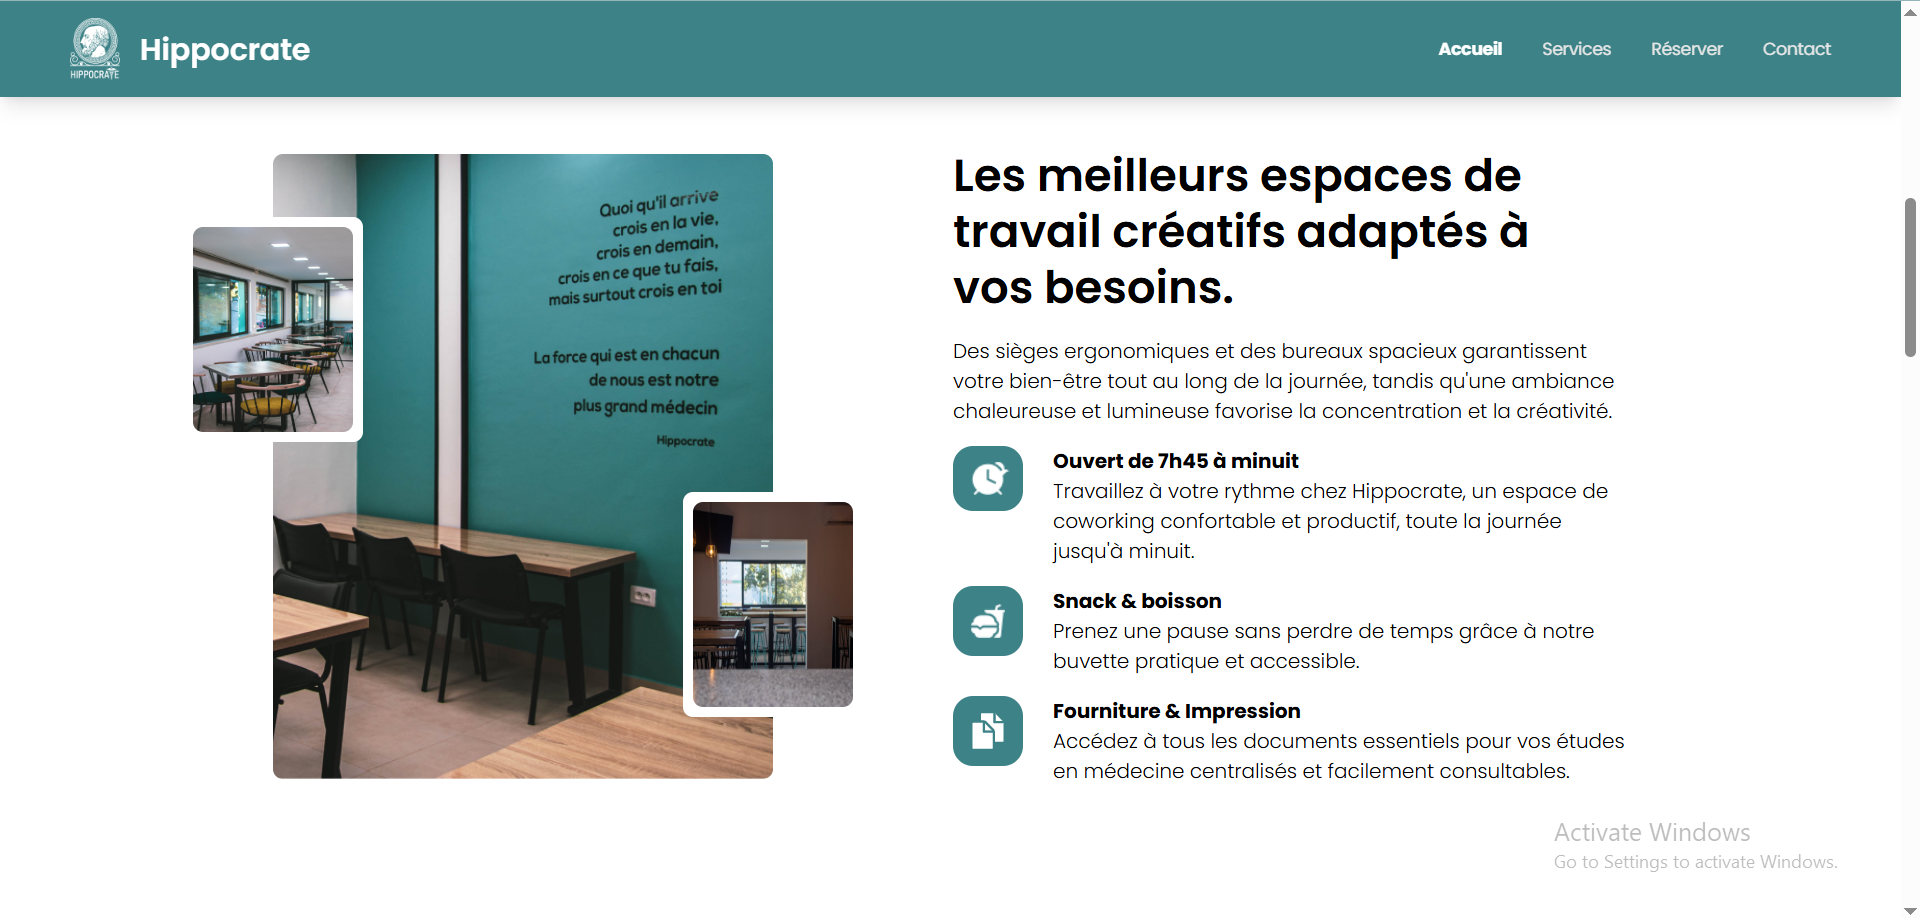 HIPPOCRATE
Hippocrate
Accueil
Services
Réserver
Contact
Quoi qu'il arrive
crois en la vie,
crois en demain,
crois en ce que tu fais,
mais surtout crois en toi
La force qui est en chacun
de nous est notre
plus grand médecin
Hippocrate
Les meilleurs espaces de
travail créatifs adaptés à
vos besoins.
Des sièges ergonomiques et des bureaux spacieux garantissent
votre bien-être tout au long de la journée, tandis qu'une ambiance
chaleureuse et lumineuse favorise la concentration et la créativité.
Ouvert de 7h45 à minuit
Travaillez à votre rythme chez Hippocrate, un espace de
coworking confortable et productif, toute la journée
jusqu'à minuit.
Snack & boisson
Prenez une pause sans perdre de temps grâce à notre
buvette pratique et accessible.
Fourniture & Impression
Accédez à tous les documents essentiels pour vos études
en médecine centralisés et facilement consultables.
Activate Windows
Go to Settings to activate Windows.